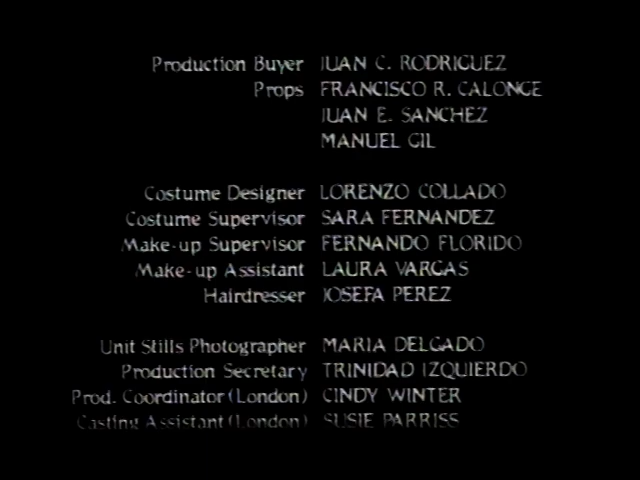 Production Buyer JUAN C. RODRIGUEZ
Props FRANCISCO R. CALONGE
JUAN E. SANCHEZ
MANUEL GIL
Costume Designer LORENZO COLLADO
Costume Supervisor SARA FERNANDEZ
Make-up Supervisor FERNANDO FLORIDO
Make-up Assistant LAURA VARGAS
Hairdresser JOSEFA PEREZ
Unit Stills Photographer MARIA DELGADO
Production Secretary TRINIDAD IZQUIERDO
Prod. Coordinator (London) CINDY WINTER
Casting Assistant (London) SUSIE PARRISS